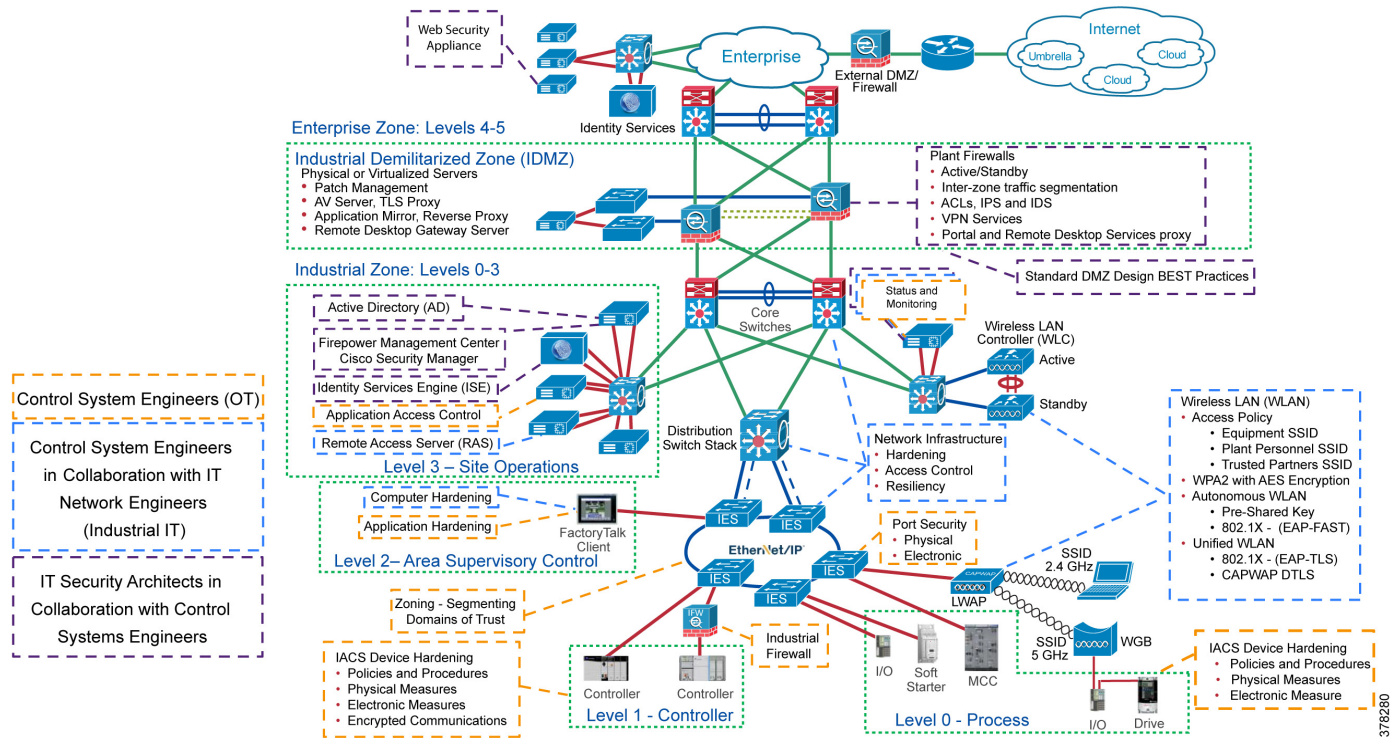 Web Security
Appliance
Identity Services
Enterprise
External DMZ/
Firewall
Internet
Umbrella
Cloud
Cloud
Enterprise Zone: Levels 4-5
Industrial Demilitarized Zone (IDMZ)
Physical or Virtualized Servers
• Patch Management
• AV Server, TLS Proxy
• Application Mirror, Reverse Proxy
• Remote Desktop Gateway Server
Plant Firewalls
• Active/Standby
• Inter-zone traffic segmentation
• ACLs, IPS and IDS
• VPN Services
• Portal and Remote Desktop Services proxy
Standard DMZ Design BEST Practices
Industrial Zone: Levels 0-3
Active Directory (AD)
Firepower Management Center
Cisco Security Manager
Identity Services Engine (ISE)
Application Access Control
Remote Access Server (RAS)
Level 3 – Site Operations
Core
Switches
Status and
Monitoring
Wireless LAN
Controller (WLC)
Active
Standby
Distribution
Switch Stack
Network Infrastructure
• Hardening
• Access Control
• Resiliency
Wireless LAN (WLAN)
• Access Policy
• Equipment SSID
• Plant Personnel SSID
• Trusted Partners SSID
• WPA2 with AES Encryption
• Autonomous WLAN
• Pre-Shared Key
• 802.1X - (EAP-FAST)
• Unified WLAN
• 802.1X - (EAP-TLS)
• CAPWAP DTLS
Control System Engineers (OT)
Control System Engineers
in Collaboration with IT
Network Engineers
(Industrial IT)
IT Security Architects in
Collaboration with Control
Systems Engineers
Computer Hardening
Application Hardening
FactoryTalk
Client
Level 2– Area Supervisory Control
IES
IES
IES
IES
IES
EtherNet/IP
Port Security
• Physical
• Electronic
CAPWAP
LWAP
SSID
2.4 GHz
SSID
5 GHz
WGB
Zoning - Segmenting
Domains of Trust
IFW
Industrial
Firewall
IACS Device Hardening
• Policies and Procedures
• Physical Measures
• Electronic Measures
• Encrypted Communications
Controller
Controller
Level 1 - Controller
I/O
Soft
Starter
MCC
Level 0 - Process
I/O
Drive
IACS Device Hardening
• Policies and Procedures
• Physical Measures
• Electronic Measure
378280